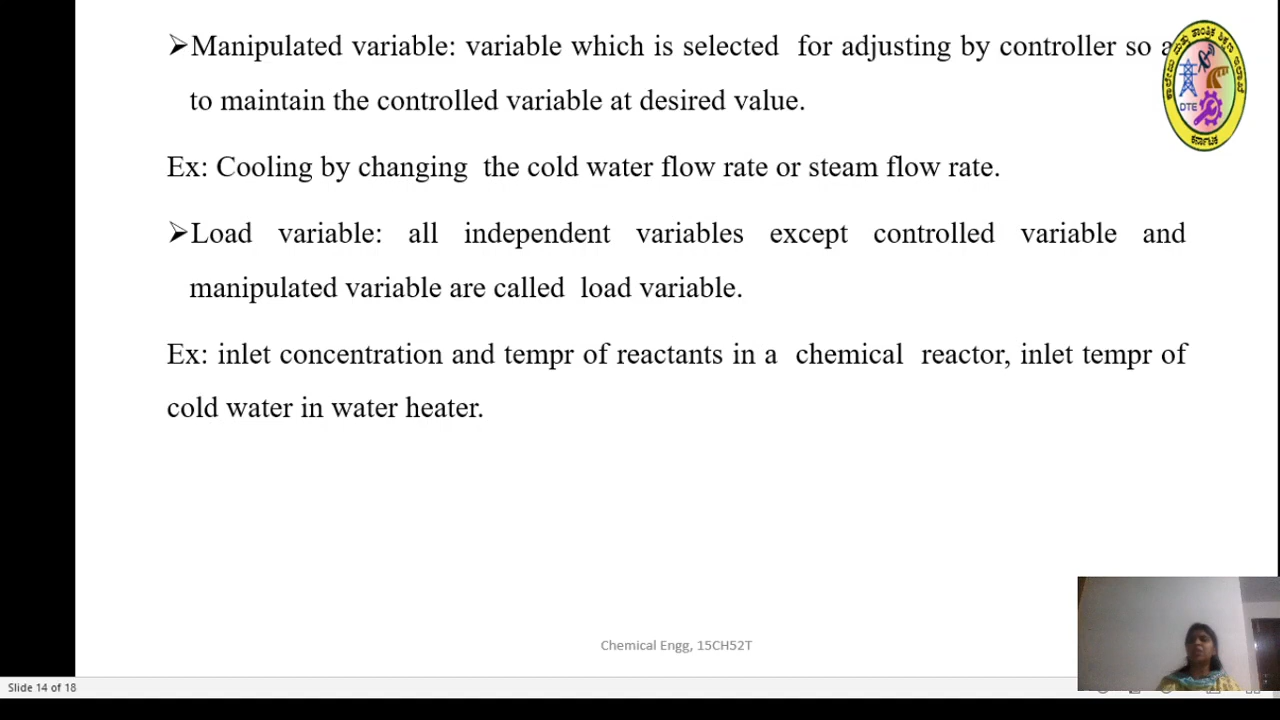 ➢Manipulated variable: variable which is selected for adjusting by controller so a
to maintain the controlled variable at desired value.
Ex: Cooling by changing the cold water flow rate or steam flow rate.
➢Load variable: all independent variables except controlled variable and
manipulated variable are called load variable.
Ex: inlet concentration and tempr of reactants in a chemical reactor, inlet tempr of
cold water in water heater.
DTE
ಕರ್ನಾಟಕ
Chemical Engg, 15CH52T
Slide 14 of 18